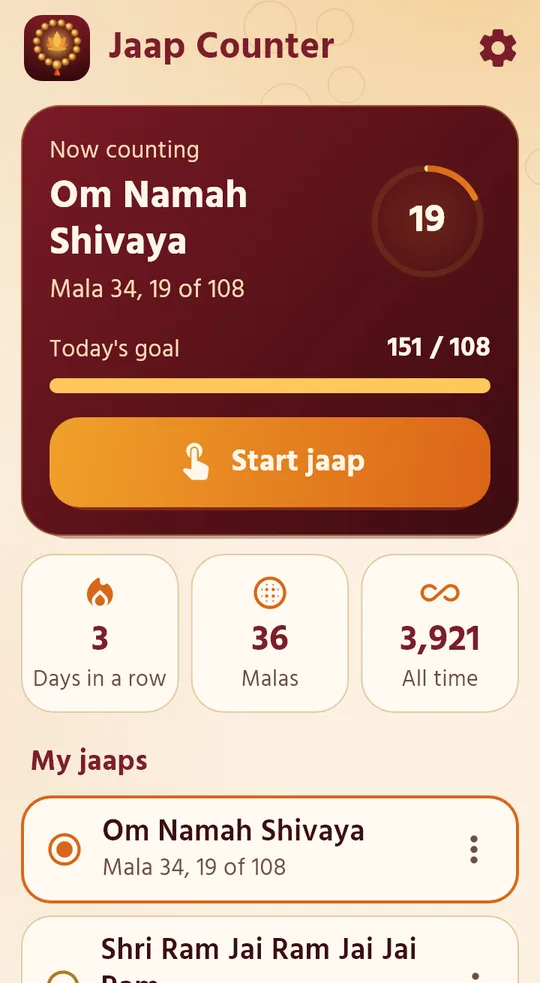 Jaap Counter
Now counting
Om Namah
Shivaya
19
Mala 34, 19 of 108
Today's goal
151 / 108
Start jaap
3
Days in a row
36
Malas
3,921
All time
My jaaps
Om Namah Shivaya
Mala 34, 19 of 108
Shri Ram Jai Ram Jai Jai
Ram